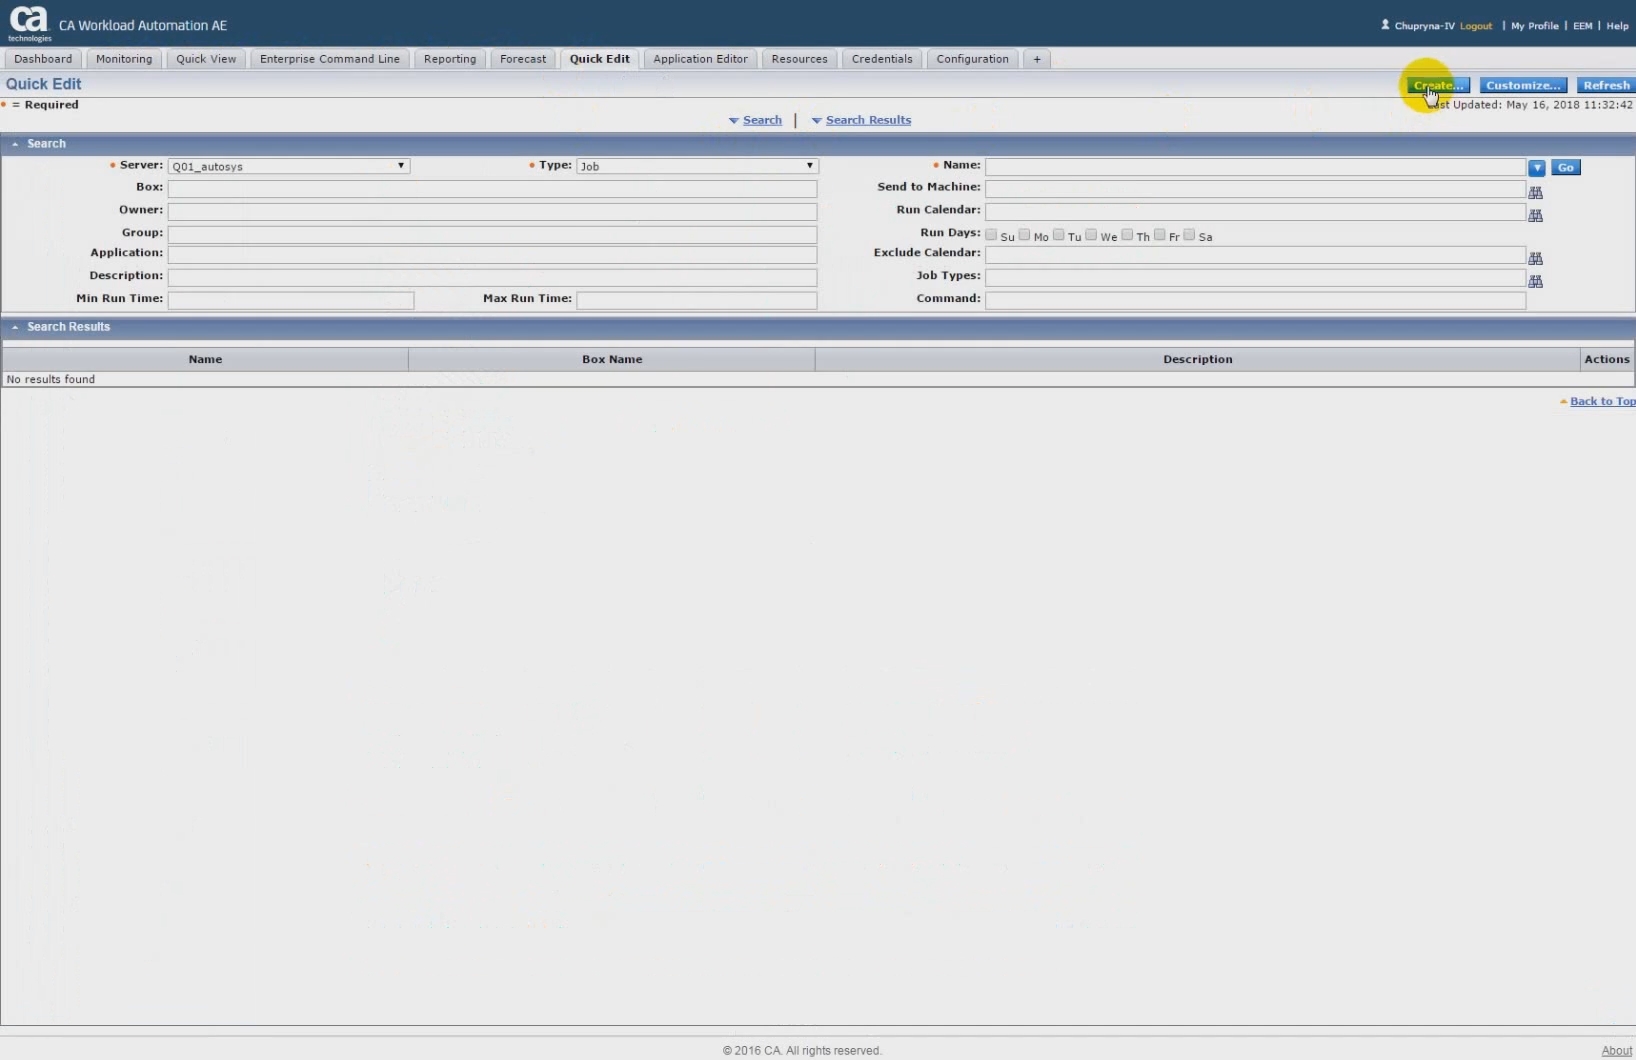 ca CA Workload Automation AE
technologies
Chupryna-IV Logout | My Profile | EEM | Help
Dashboard Monitoring Quick View Enterprise Command Line Reporting Forecast Quick Edit Application Editor Resources Credentials Configuration +
Quick Edit
Create... Customize... Refresh
= Required
Last Updated: May 16, 2018 11:32:42
Search | Search Results
Search
Server: Q01_autosys Type: Job Name: Go
Box: Send to Machine:
Owner: Run Calendar:
Group: Run Days: Su Mo Tu We Th Fr Sa
Application: Exclude Calendar:
Description: Job Types:
Min Run Time: Max Run Time: Command:
Search Results
Name Box Name Description Actions
No results found
Back to Top
© 2016 CA. All rights reserved.
About